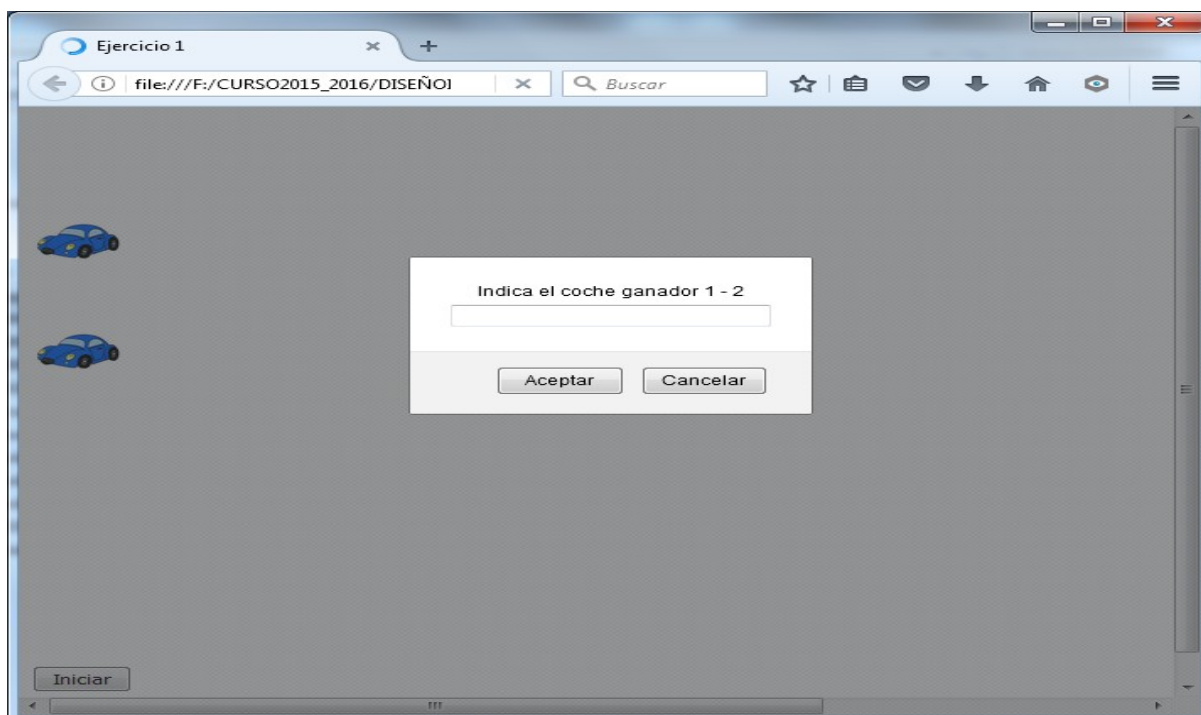 Ejercicio 1
file:///F:/CURSO2015_2016/DISEÑO
Buscar
Indica el coche ganador 1 - 2
Aceptar
Cancelar
Iniciar